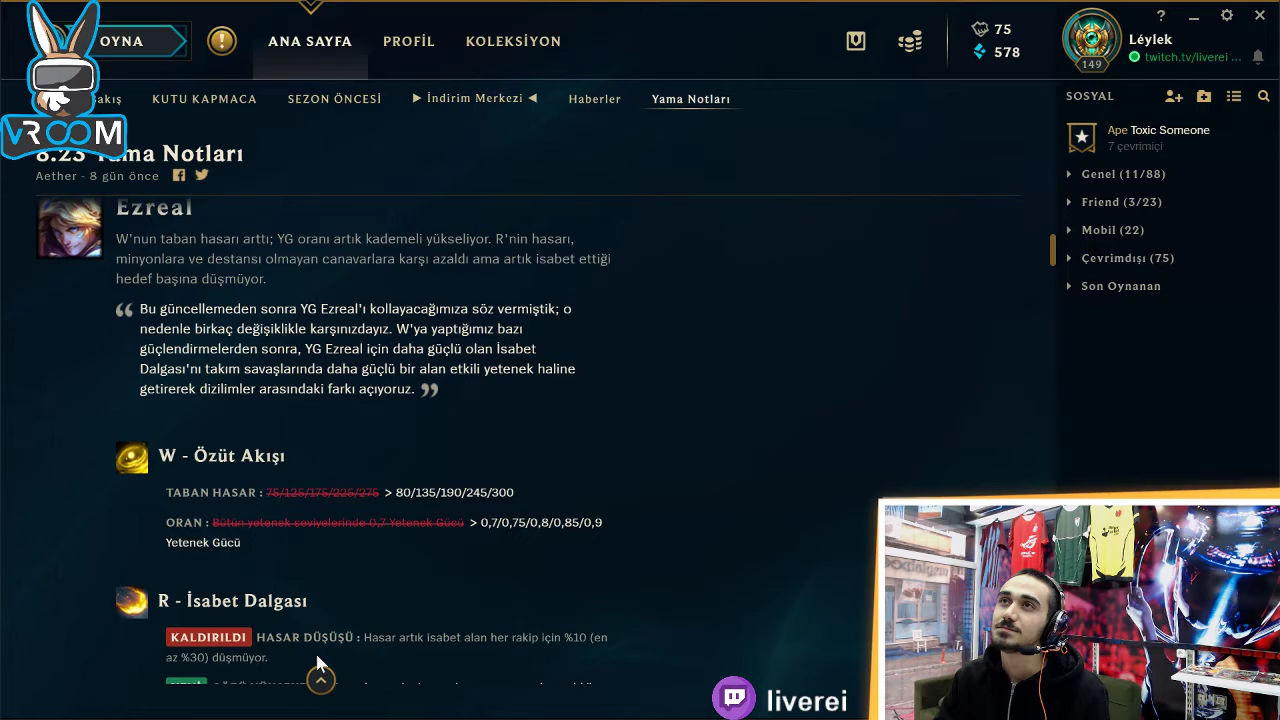 OYNA
ANA SAYFA
PROFİL
KOLEKSİYON
75
578
149
Léylek
twitch.tv/liverei ...
?
KUTU KAPMACA
SEZON ÖNCESİ
▶ İndirim Merkezi ◀
Haberler
Yama Notları
VROOM
8.23 Yama Notları
Aether - 8 gün önce
Ezreal
W'nun taban hasarı arttı; YG oranı artık kademeli yükseliyor. R'nin hasarı,
minyonlara ve destansı olmayan canavarlara karşı azaldı ama artık isabet ettiği
hedef başına düşmüyor.
Bu güncellemeden sonra YG Ezreal'ı kollayacağımıza söz vermiştik; o
nedenle birkaç değişiklikle karşınızdayız. W'ya yaptığımız bazı
güçlendirmelerden sonra, YG Ezreal için daha güçlü olan İsabet
Dalgası'nı takım savaşlarında daha güçlü bir alan etkili yetenek haline
getirerek dizilimler arasındaki farkı açıyoruz.
W - Özüt Akışı
TABAN HASAR : 75/125/175/225/275 > 80/135/190/245/300
ORAN : Bütün yetenek seviyelerinde 0,7 Yetenek Gücü > 0,7/0,75/0,8/0,85/0,9
Yetenek Gücü
R - İsabet Dalgası
KALDIRILDI HASAR DÜŞÜŞÜ : Hasar artık isabet alan her rakip için %10 (en
az %30) düşmüyor.
SOSYAL
Ape Toxic Someone
7 çevrimiçi
Genel (11/88)
Friend (3/23)
Mobil (22)
Çevrimdışı (75)
Son Oynanan
liverei